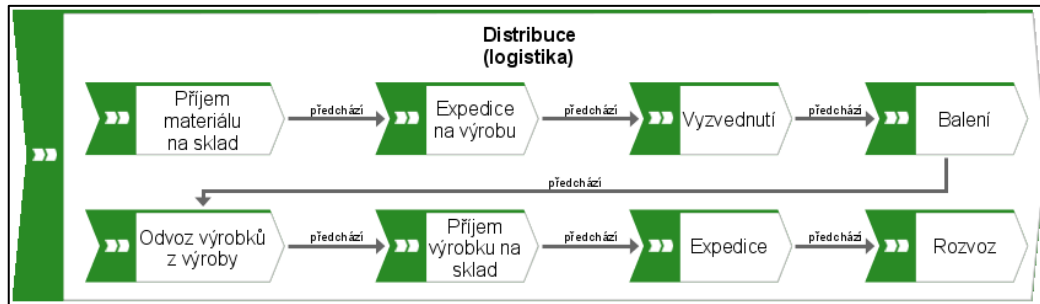 Distribuce
(logistika)
Příjem
materiálu
na sklad
předchází
Expedice
na výrobu
předchází
Vyzvednutí
předchází
Balení
předchází
Odvoz výrobků
z výroby
předchází
Příjem
výrobku na
sklad
předchází
Expedice
předchází
Rozvoz